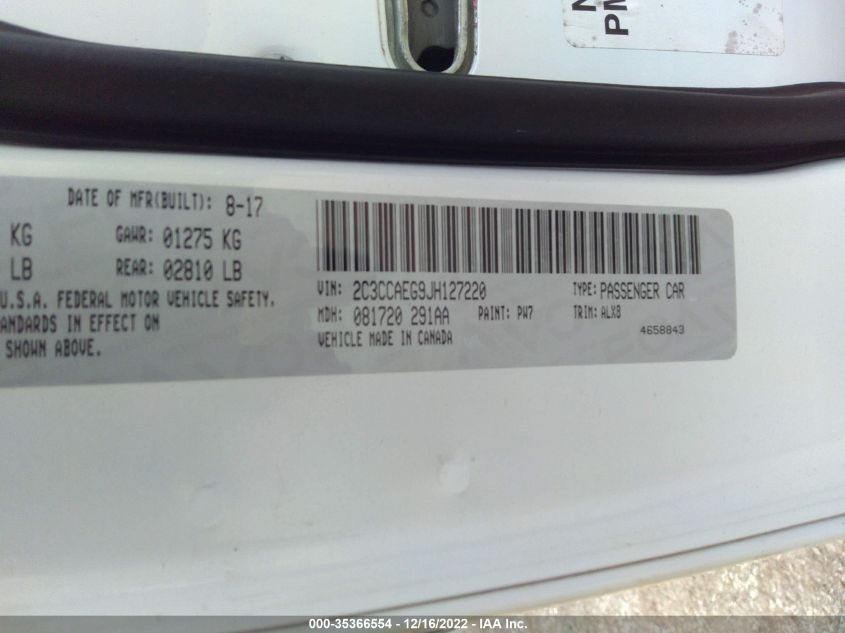 N
PM
DATE OF MFR(BUILT): 8-17
KG GAWR: 01275 KG
LB REAR: 02810 LB
U.S.A. FEDERAL MOTOR VEHICLE SAFETY.
ANDARDS IN EFFECT ON
SHOWN ABOVE.
VIN: 2C3CCAEG9JH127220 TYPE: PASSENGER CAR
MDH: 081720 291AA PAINT: PW7 TRIM: ALX8
VEHICLE MADE IN CANADA 4658843
000-35366554 - 12/16/2022 - IAA Inc.